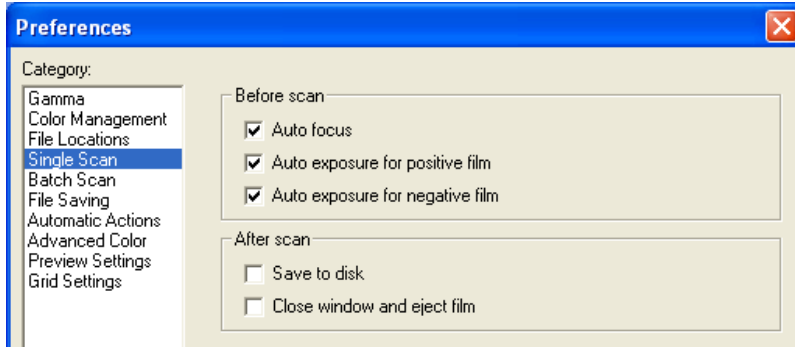 Preferences
Category:
Gamma
Color Management
File Locations
Single Scan
Batch Scan
File Saving
Automatic Actions
Advanced Color
Preview Settings
Grid Settings
Before scan
Auto focus
Auto exposure for positive film
Auto exposure for negative film
After scan
Save to disk
Close window and eject film